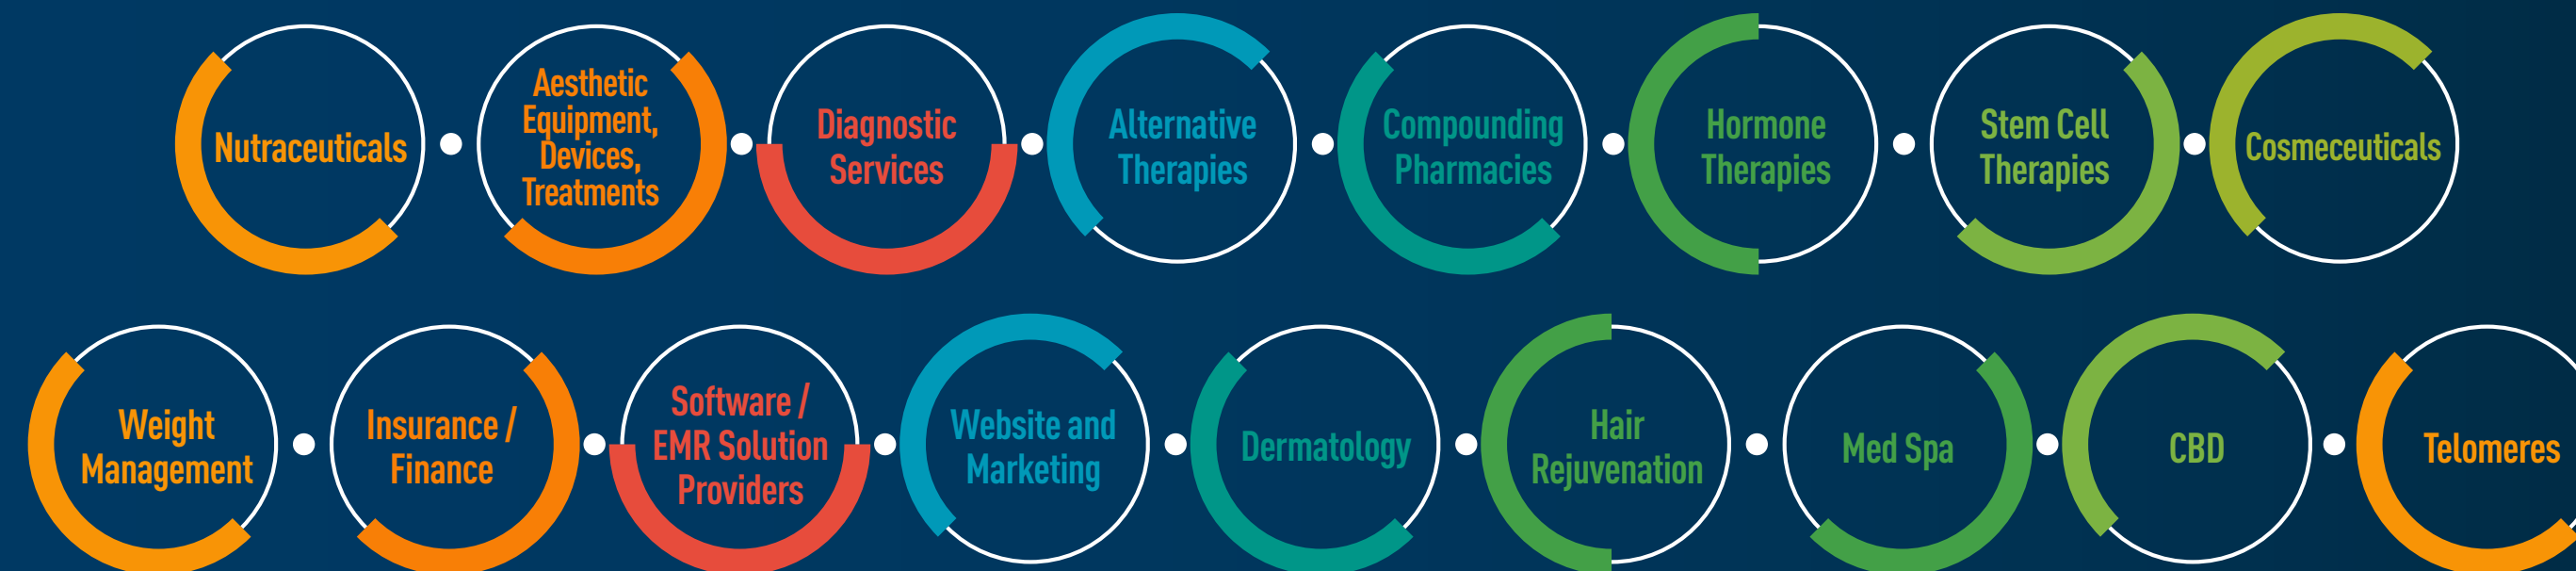 Nutraceuticals
Aesthetic
Equipment,
Devices,
Treatments
Diagnostic
Services
Alternative
Therapies
Compounding
Pharmacies
Hormone
Therapies
Stem Cell
Therapies
Cosmeceuticals
Weight
Management
Insurance /
Finance
Software /
EMR Solution
Providers
Website and
Marketing
Dermatology
Hair
Rejuvenation
Med Spa
CBD
Telomeres